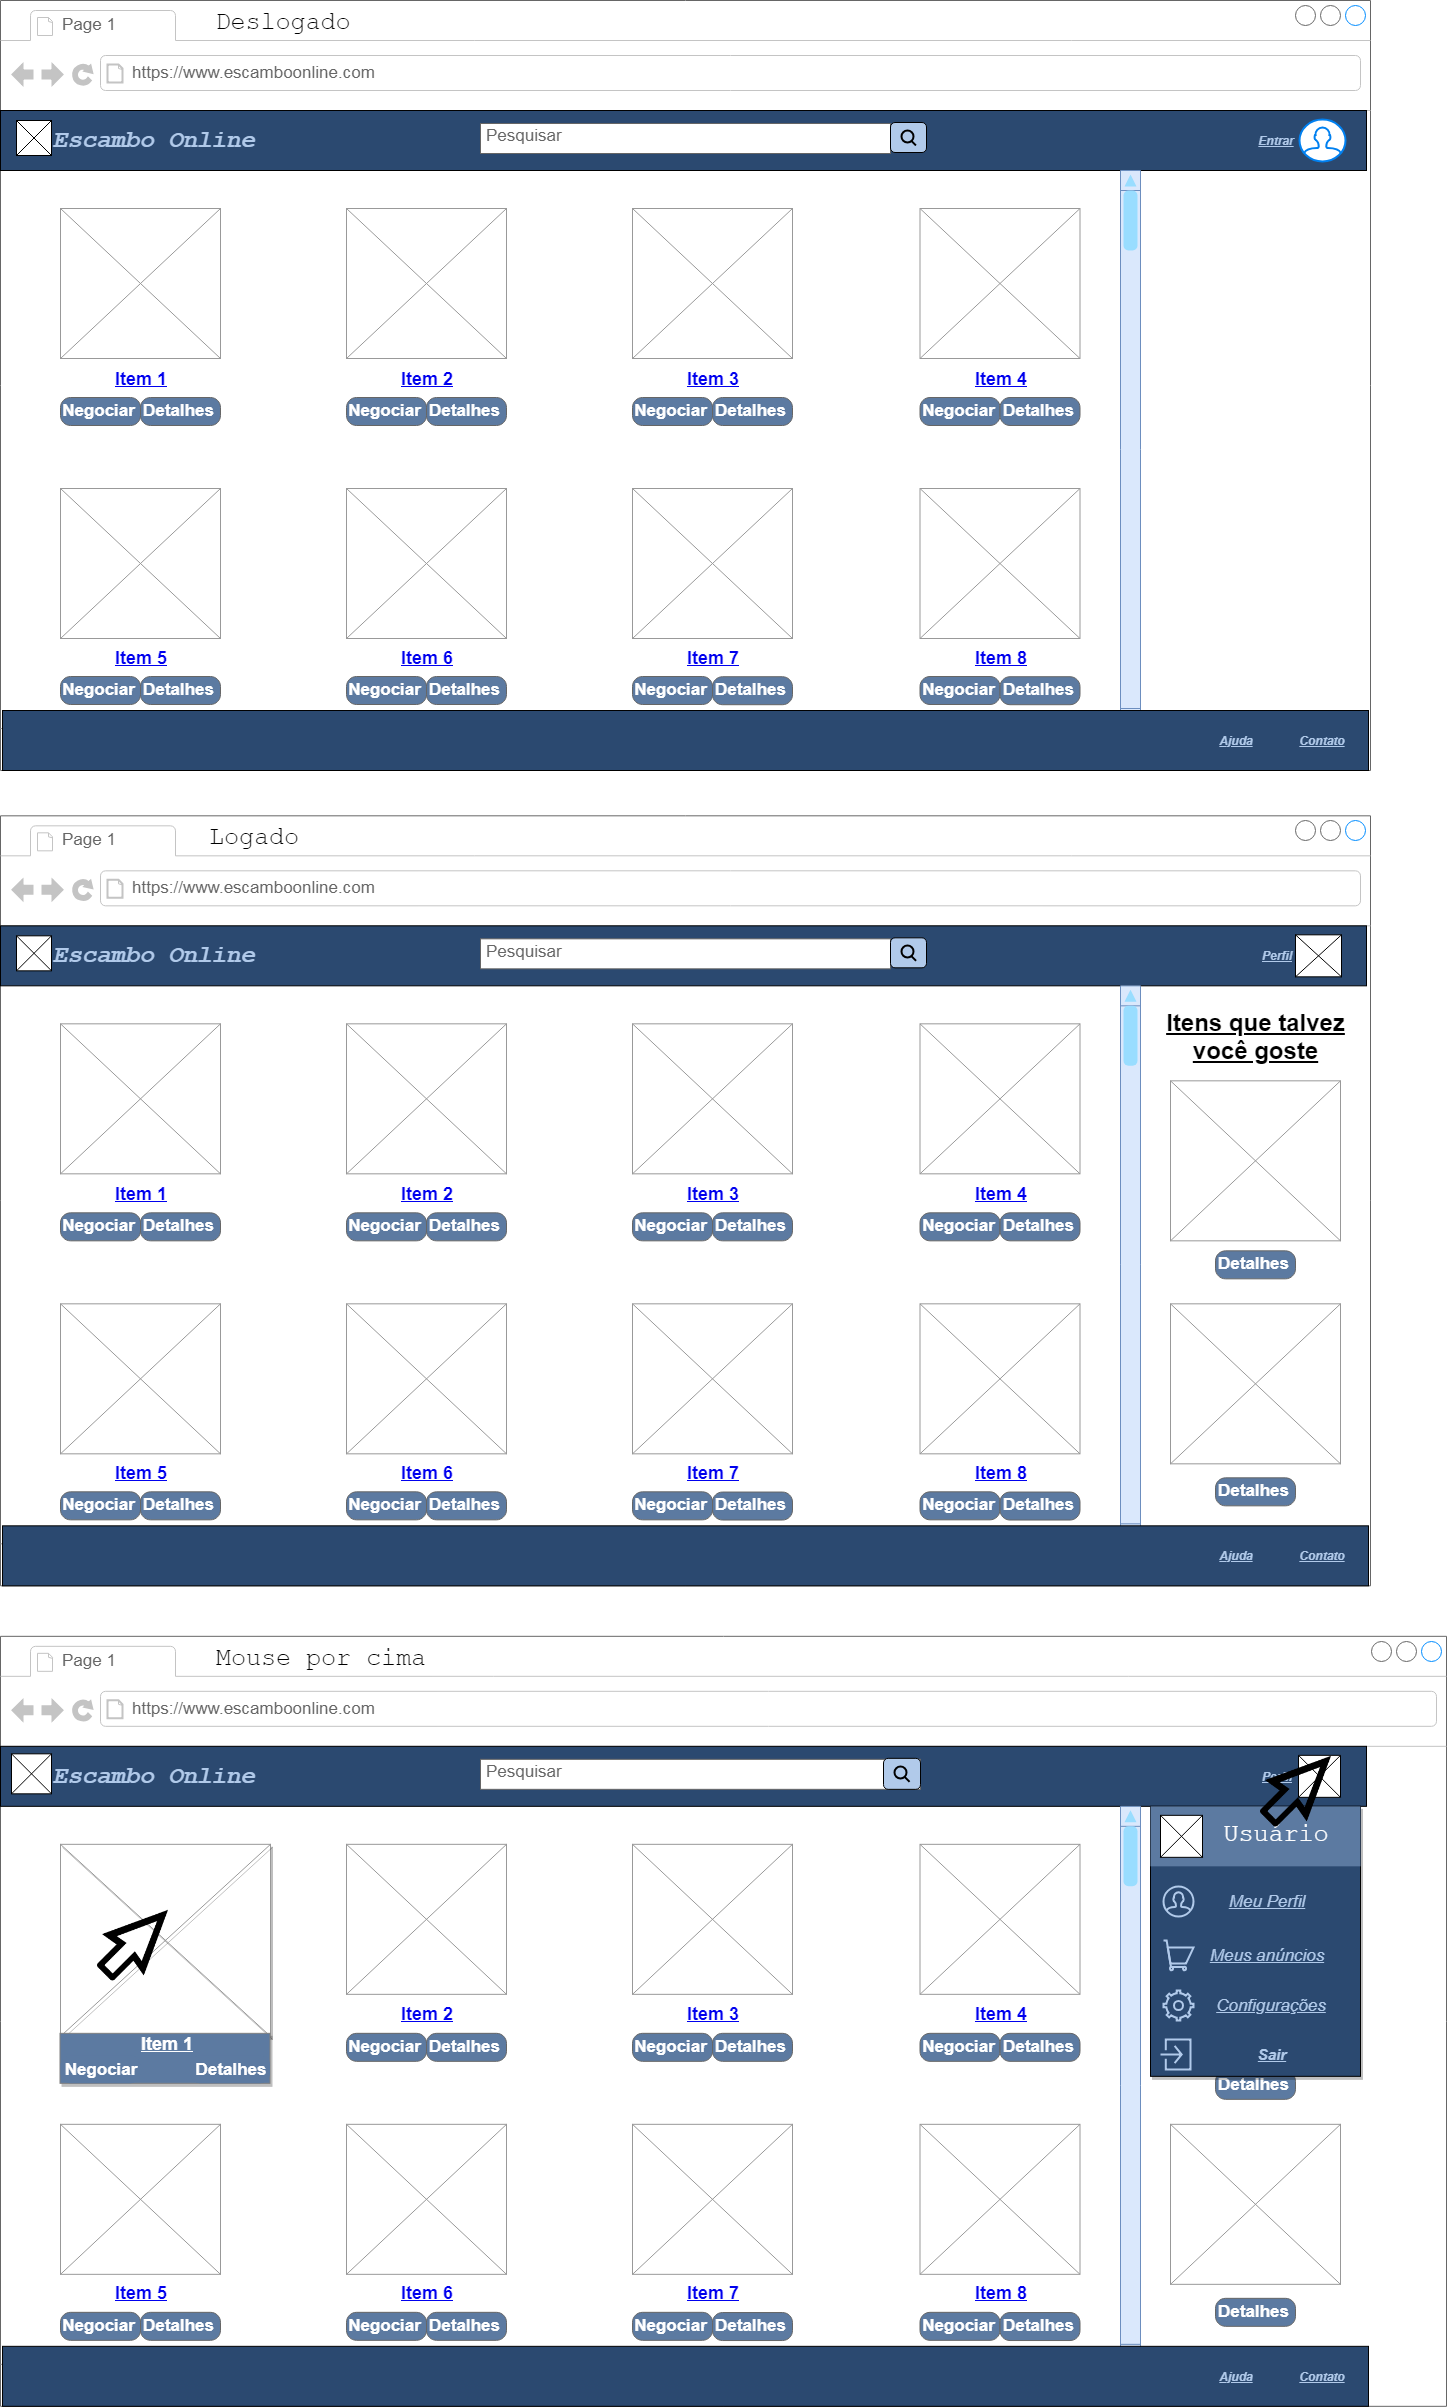 Page 1 Deslogado
https://www.escamboonline.com
Escambo Online Pesquisar Entrar
Item 1 Item 2 Item 3 Item 4
Negociar Detalhes Negociar Detalhes Negociar Detalhes Negociar Detalhes
Item 5 Item 6 Item 7 Item 8
Negociar Detalhes Negociar Detalhes Negociar Detalhes Negociar Detalhes
Ajuda Contato
Page 1 Logado
https://www.escamboonline.com
Escambo Online Pesquisar Perfil
Itens que talvez
você goste
Item 1 Item 2 Item 3 Item 4
Negociar Detalhes Negociar Detalhes Negociar Detalhes Negociar Detalhes
Detalhes
Item 5 Item 6 Item 7 Item 8
Negociar Detalhes Negociar Detalhes Negociar Detalhes Negociar Detalhes
Detalhes
Ajuda Contato
Page 1 Mouse por cima
https://www.escamboonline.com
Escambo Online Pesquisar
Usuário
Meu Perfil
Meus anúncios
Configurações
Sair
Item 1 Item 2 Item 3 Item 4
Negociar Detalhes Negociar Detalhes Negociar Detalhes Negociar Detalhes
Detalhes
Item 5 Item 6 Item 7 Item 8
Negociar Detalhes Negociar Detalhes Negociar Detalhes Negociar Detalhes
Detalhes
Ajuda Contato